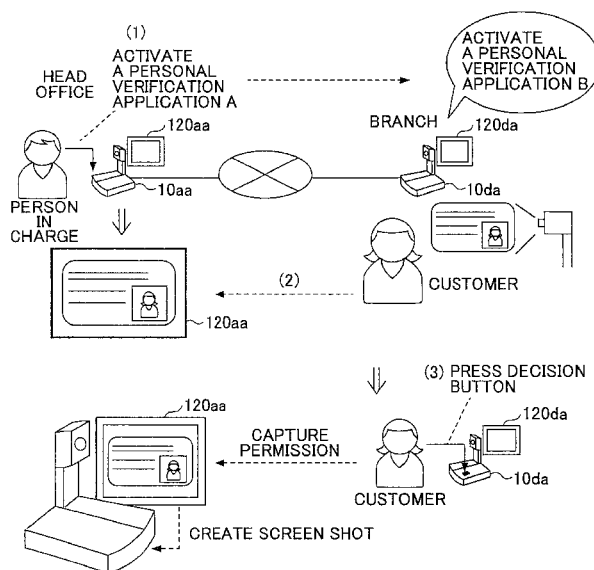 (1)
ACTIVATE
A PERSONAL
VERIFICATION
APPLICATION A
HEAD
OFFICE
120aa
10aa
PERSON
IN
CHARGE
ACTIVATE
A PERSONAL
VERIFICATION
APPLICATION B
BRANCH
120da
10da
CUSTOMER
(2)
120aa
(3) PRESS DECISION
BUTTON
120da
10da
CUSTOMER
CAPTURE
PERMISSION
120aa
CREATE SCREEN SHOT